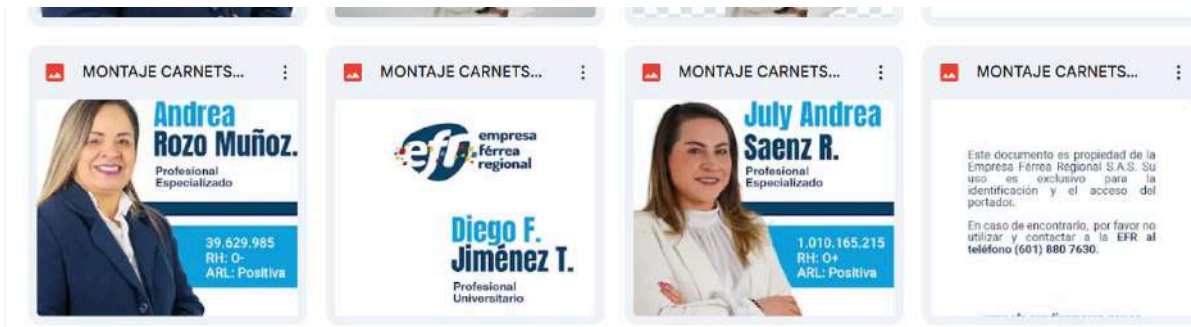 MONTAJE CARNETS...
Andrea
Rozo Muñoz.
Profesional
Especializado
39.629.985
RH: O-
ARL: Positiva
MONTAJE CARNETS...
efr empresa
férrea
regional
Diego F.
Jiménez T.
Profesional
Universitario
MONTAJE CARNETS...
July Andrea
Saenz R.
Profesional
Especializado
1.010.165.215
RH: O+
ARL: Positiva
MONTAJE CARNETS...
Este documento es propiedad de la
Empresa Férrea Regional S.A.S. Su
uso es exclusivo para la
identificación y el acceso del
portador.
En caso de encontrarlo, por favor no
utilizar y contactar a la EFR al
teléfono (601) 880 7630.